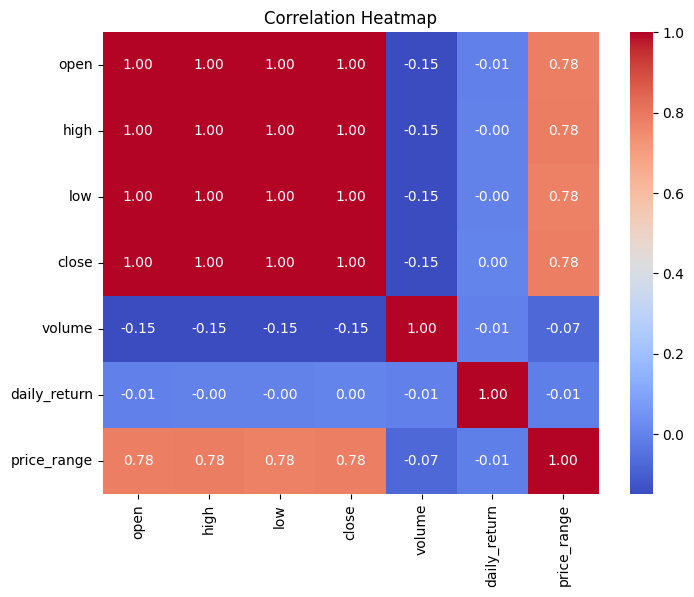 Correlation Heatmap
open 1.00 1.00 1.00 1.00 -0.15 -0.01 0.78
high 1.00 1.00 1.00 1.00 -0.15 -0.00 0.78
low 1.00 1.00 1.00 1.00 -0.15 -0.00 0.78
close 1.00 1.00 1.00 1.00 -0.15 0.00 0.78
volume -0.15 -0.15 -0.15 -0.15 1.00 -0.01 -0.07
daily_return -0.01 -0.00 -0.00 0.00 -0.01 1.00 -0.01
price_range 0.78 0.78 0.78 0.78 -0.07 -0.01 1.00
open high low close volume daily_return price_range
1.0
0.8
0.6
0.4
0.2
0.0